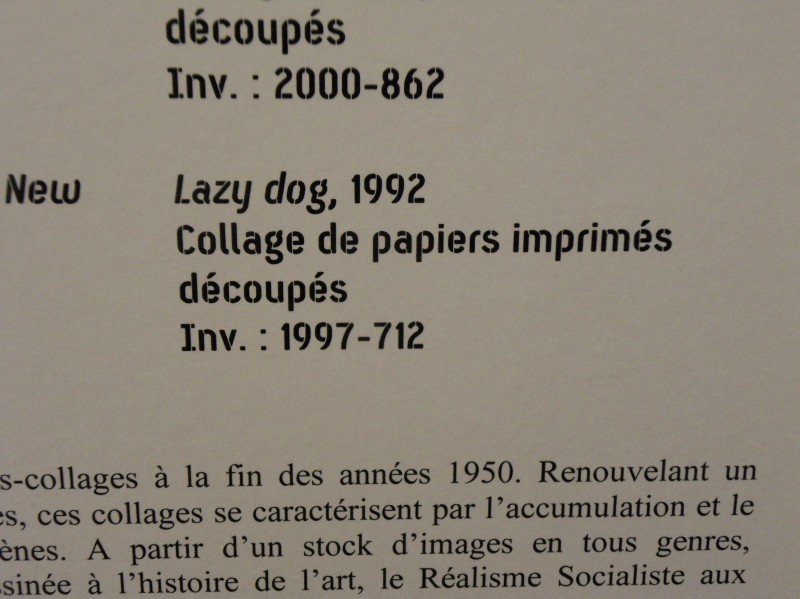 découpés
Inv. : 2000-862
New Lazy dog, 1992
Collage de papiers imprimés
découpés
Inv. : 1997-712
s-collages à la fin des années 1950. Renouvelant un
es, ces collages se caractérisent par l'accumulation et le
ènes. A partir d'un stock d'images en tous genres,
ssinée à l'histoire de l'art, le Réalisme Socialiste aux